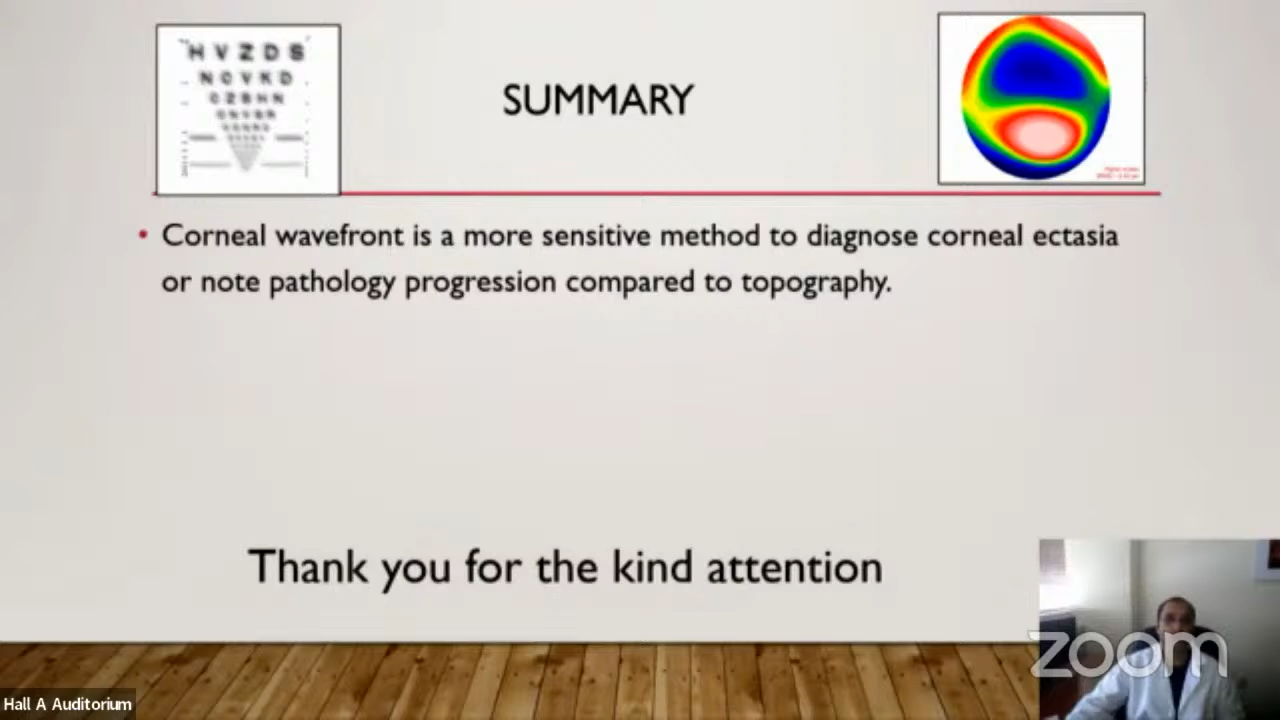 H V Z D S
N C V K D
C Z S H N
SUMMARY
• Corneal wavefront is a more sensitive method to diagnose corneal ectasia
or note pathology progression compared to topography.
Thank you for the kind attention
zoom
Hall A Auditorium